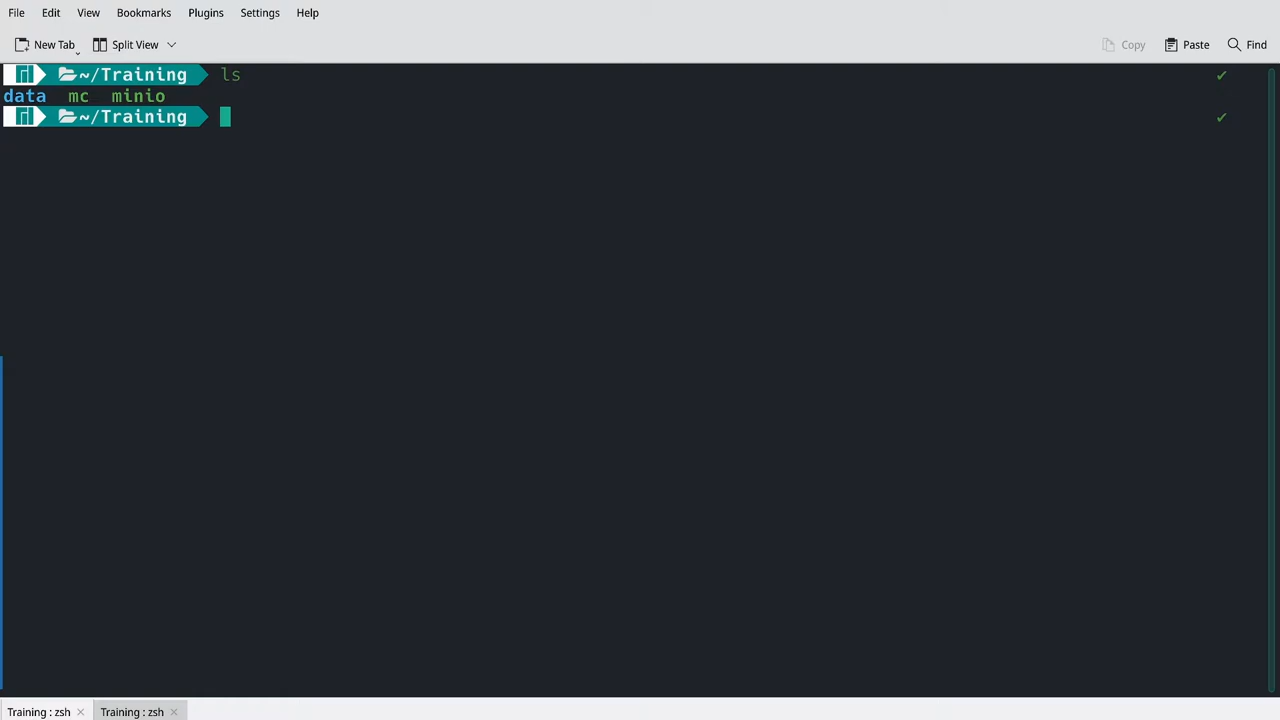 File Edit View Bookmarks Plugins Settings Help
New Tab Split View Copy Paste Find
~/Training ls
data mc minio
~/Training
Training : zsh Training : zsh